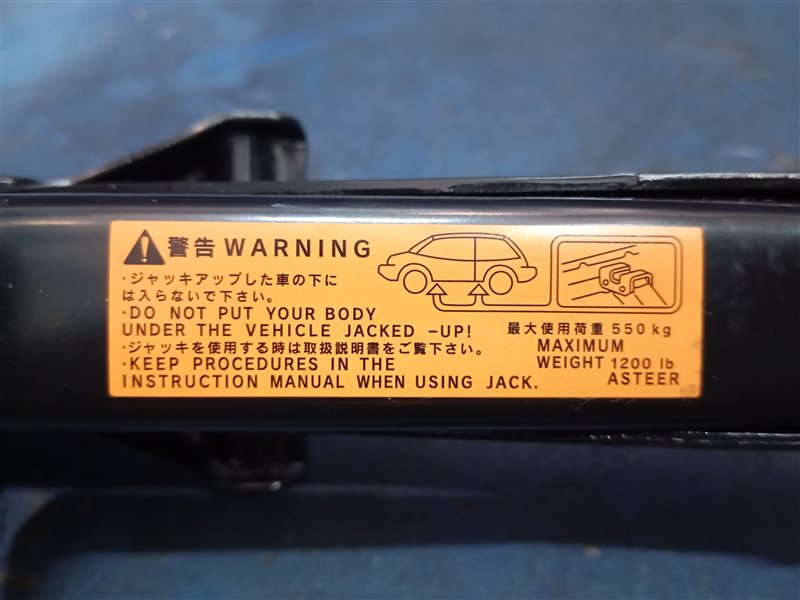 警告 WARNING
・ジャッキアップした車の下に
は入らないで下さい。
・DO NOT PUT YOUR BODY
UNDER THE VEHICLE JACKED -UP!
・ジャッキを使用する時は取扱説明書をご覧下さい。
・KEEP PROCEDURES IN THE
INSTRUCTION MANUAL WHEN USING JACK.
最大使用荷重 550 kg
MAXIMUM
WEIGHT 1200 lb
ASTEER